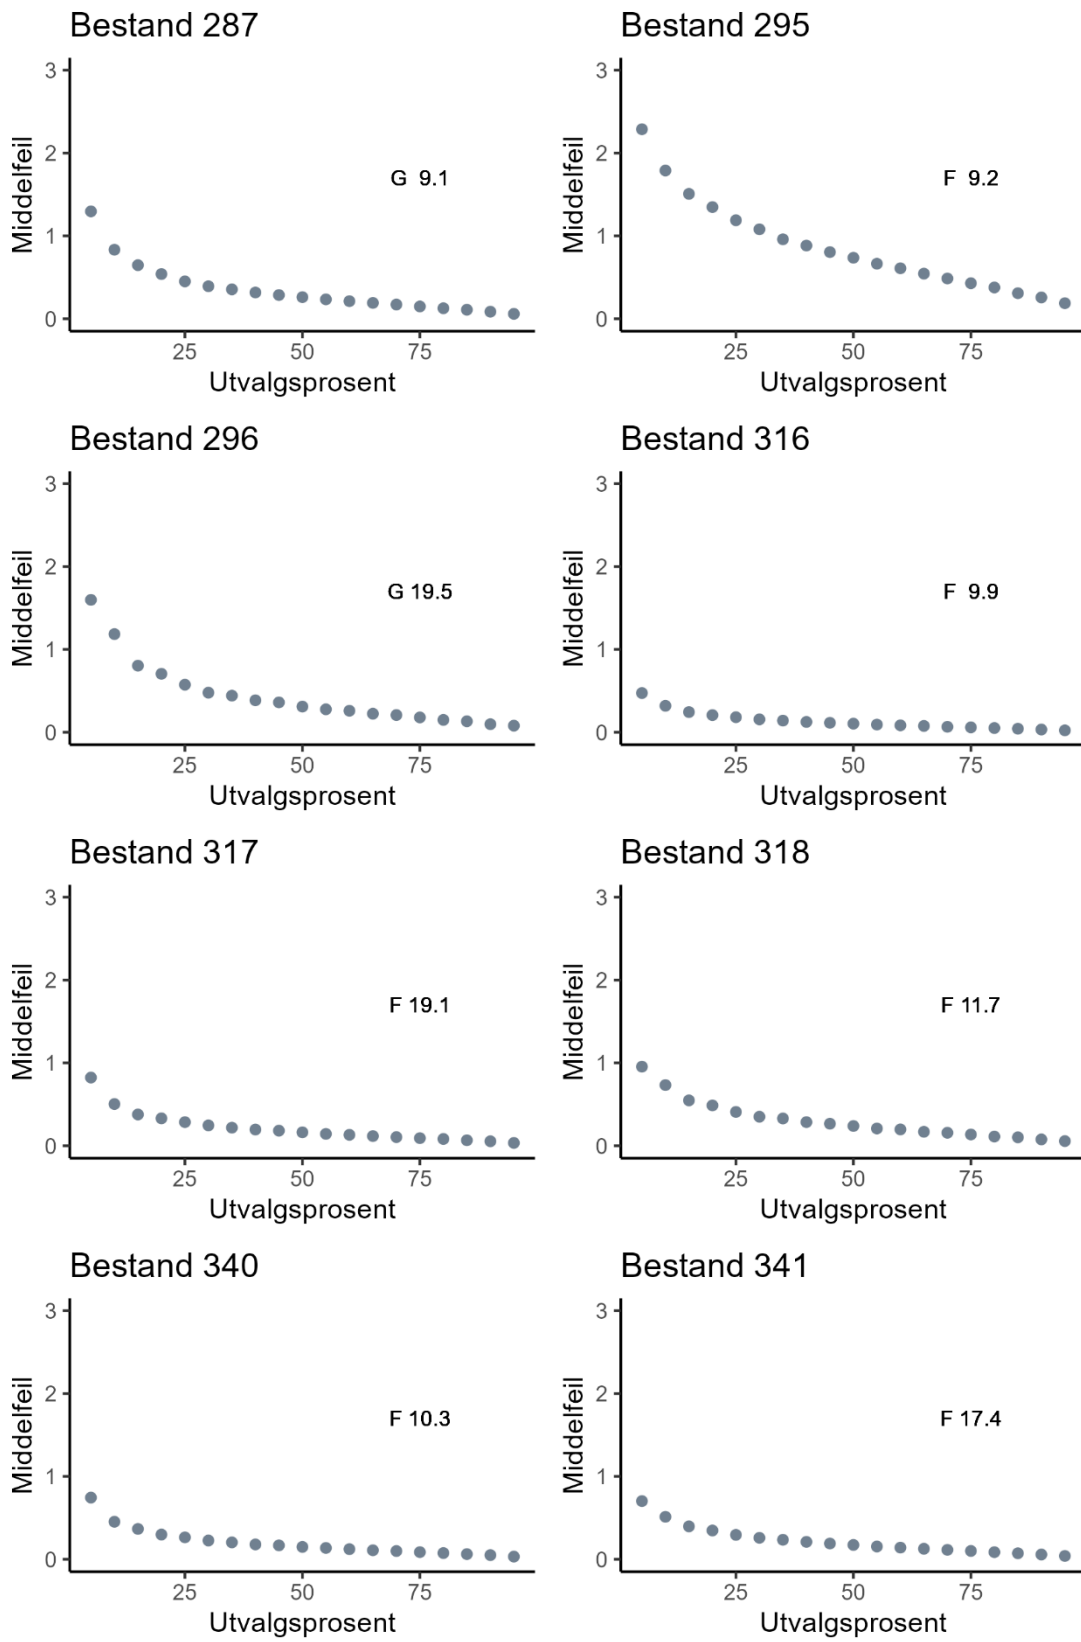 Bestand 287
3
2
1
0
Middelfeil
G  9.1
25 50 75
Utvalgsprosent
Bestand 295
3
2
1
0
Middelfeil
F  9.2
25 50 75
Utvalgsprosent
Bestand 296
3
2
1
0
Middelfeil
G 19.5
25 50 75
Utvalgsprosent
Bestand 316
3
2
1
0
Middelfeil
F  9.9
25 50 75
Utvalgsprosent
Bestand 317
3
2
1
0
Middelfeil
F 19.1
25 50 75
Utvalgsprosent
Bestand 318
3
2
1
0
Middelfeil
F 11.7
25 50 75
Utvalgsprosent
Bestand 340
3
2
1
0
Middelfeil
F 10.3
25 50 75
Utvalgsprosent
Bestand 341
3
2
1
0
Middelfeil
F 17.4
25 50 75
Utvalgsprosent